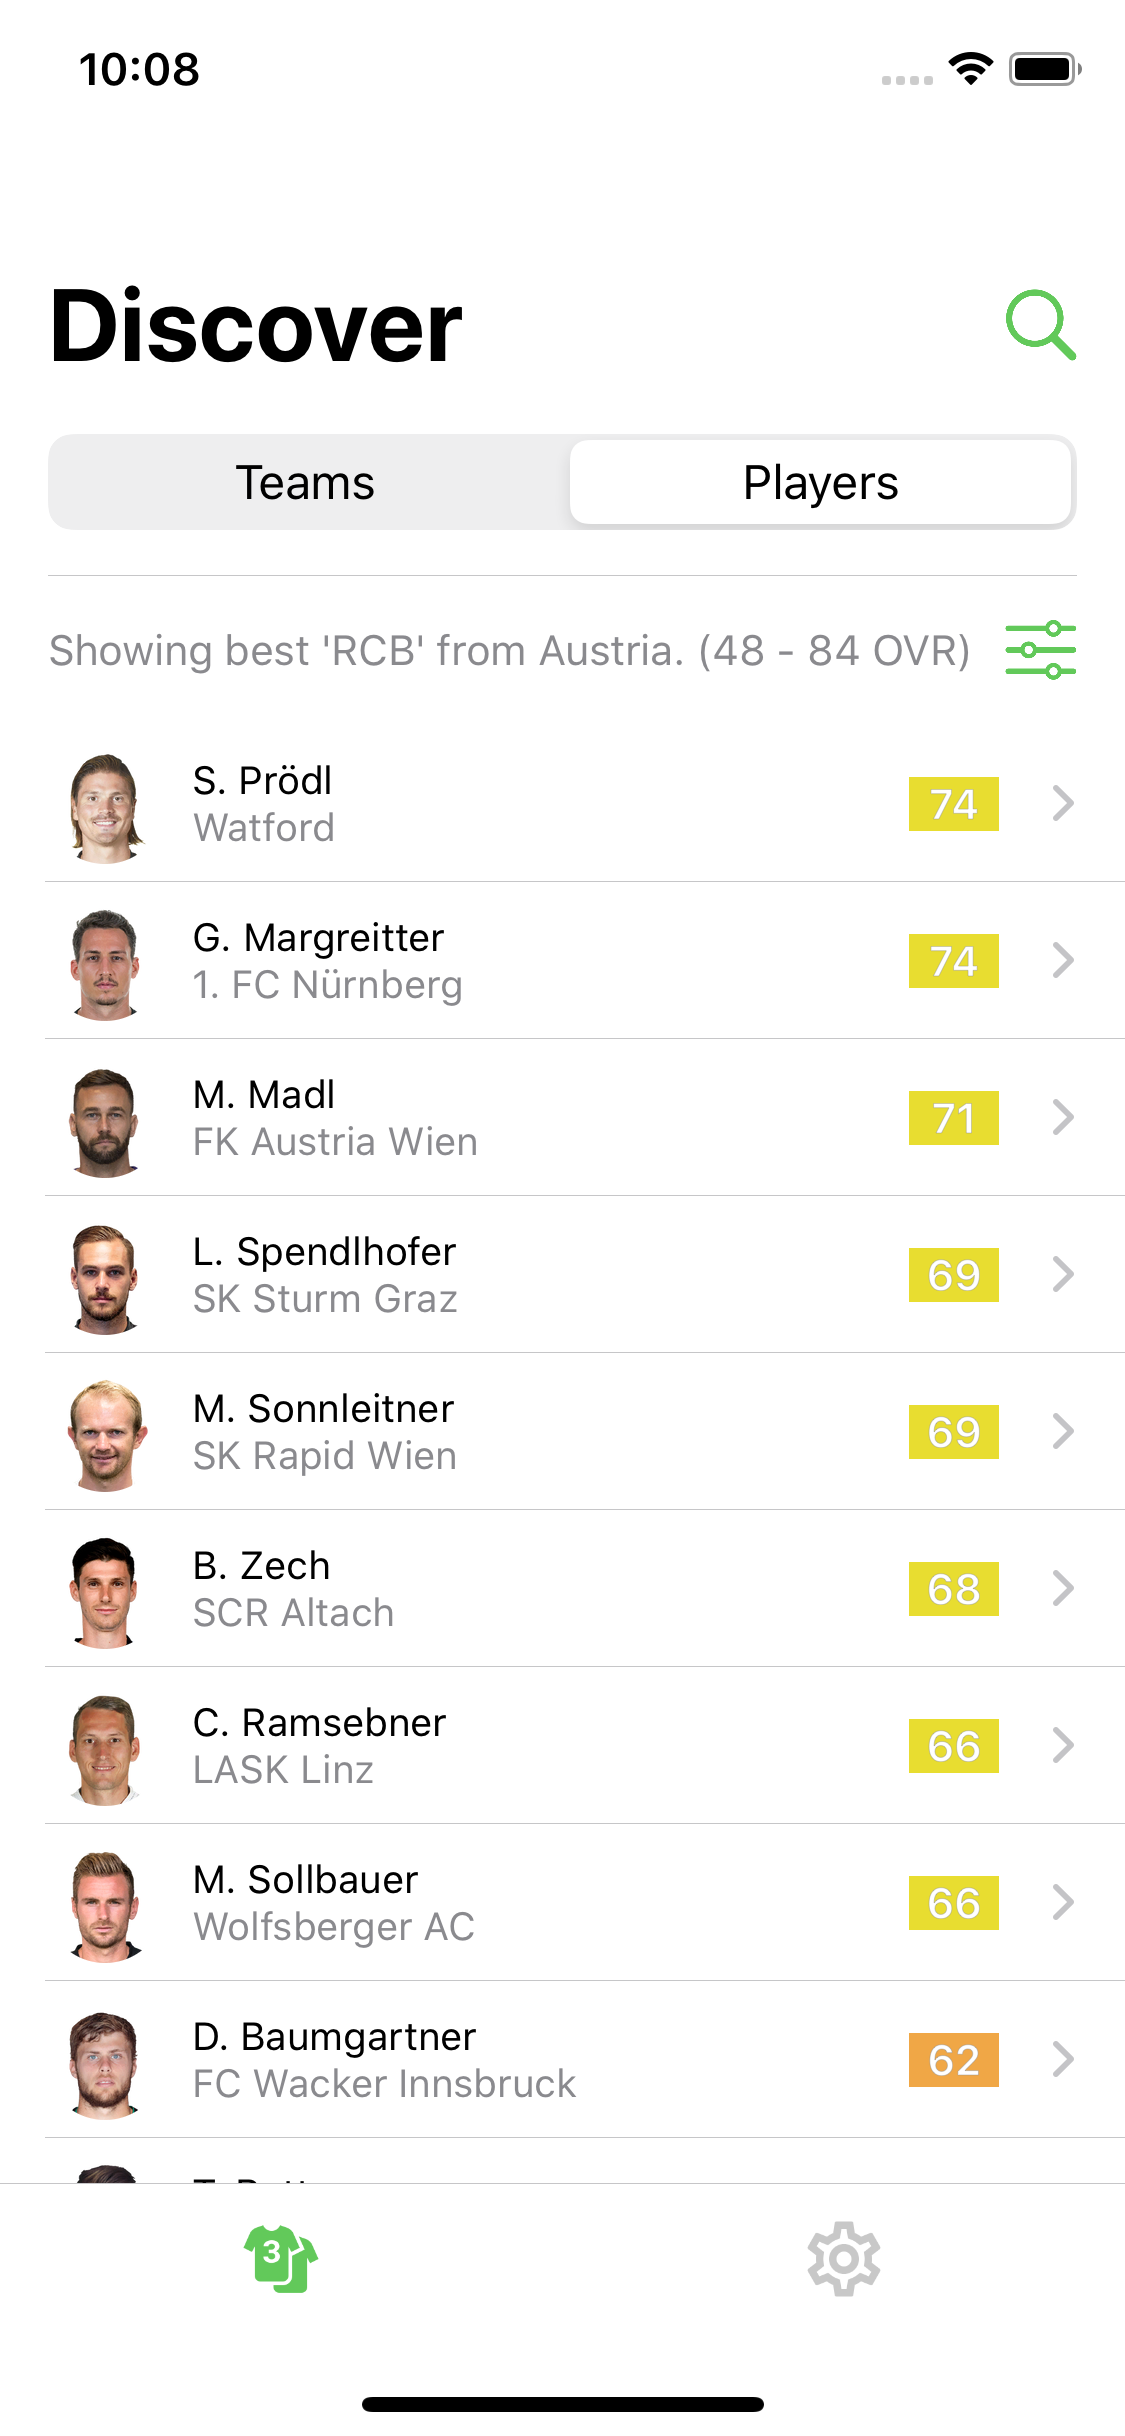 10:08
Discover
Teams
Players
Showing best 'RCB' from Austria. (48 - 84 OVR)
S. Prödl
Watford
74
G. Margreitter
1. FC Nürnberg
74
M. Madl
FK Austria Wien
71
L. Spendlhofer
SK Sturm Graz
69
M. Sonnleitner
SK Rapid Wien
69
B. Zech
SCR Altach
68
C. Ramsebner
LASK Linz
66
M. Sollbauer
Wolfsberger AC
66
D. Baumgartner
FC Wacker Innsbruck
62
3